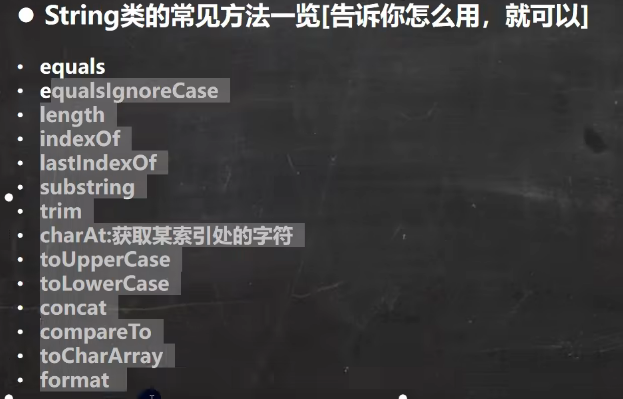 ● String类的常见方法一览[告诉你怎么用，就可以]
• equals
• equalsIgnoreCase
• length
• indexOf
• lastIndexOf
• substring
• trim
• charAt:获取某索引处的字符
• toUpperCase
• toLowerCase
• concat
• compareTo
• toCharArray
• format